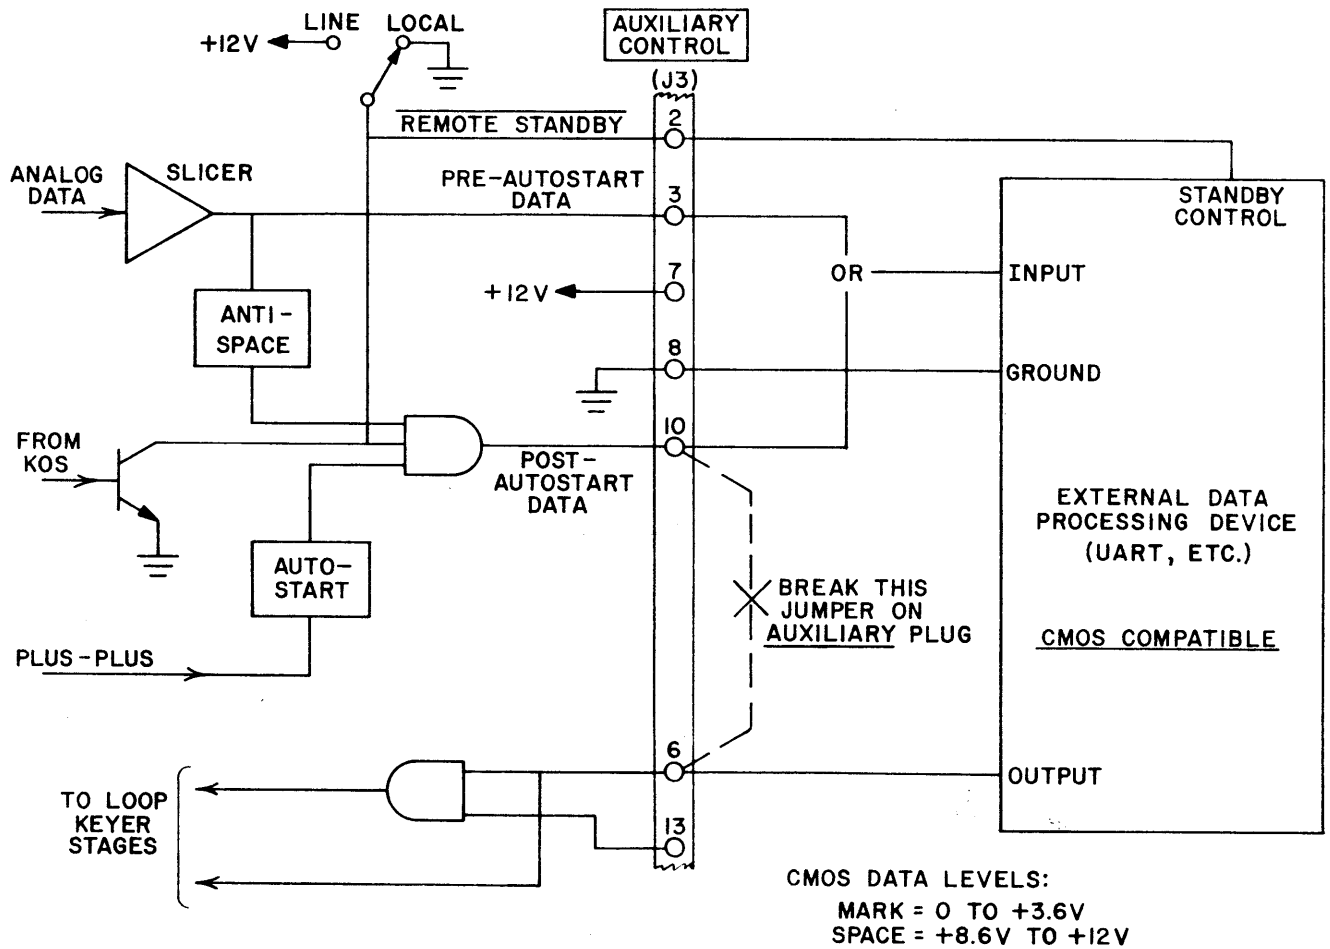 LINE
LOCAL
+12V
AUXILIARY
CONTROL
(J3)
REMOTE STANDBY
2
ANALOG
DATA
SLICER
PRE-AUTOSTART
DATA
3
STANDBY
CONTROL
7
+12V
OR
INPUT
ANTI-
SPACE
8
GROUND
FROM
KOS
10
POST-
AUTOSTART
DATA
EXTERNAL DATA
PROCESSING DEVICE
(UART, ETC.)
AUTO-
START
BREAK THIS
JUMPER ON
AUXILIARY PLUG
CMOS COMPATIBLE
PLUS-PLUS
6
OUTPUT
TO LOOP
KEYER
STAGES
13
CMOS DATA LEVELS:
MARK = 0 TO +3.6V
SPACE = +8.6V TO +12V